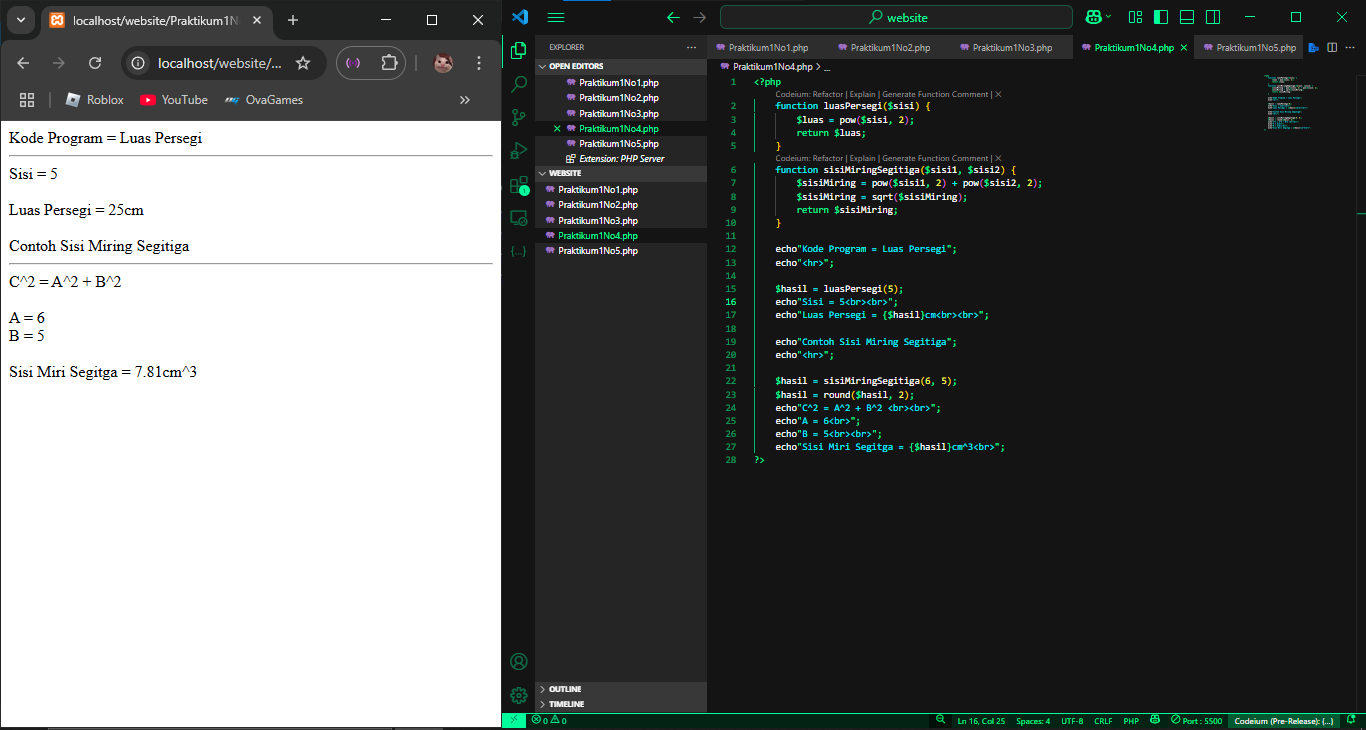 localhost/website/Praktikum1N
localhost/website/...
Roblox
YouTube
OvaGames
Kode Program = Luas Persegi
Sisi = 5
Luas Persegi = 25cm
Contoh Sisi Miring Segitiga
C^2 = A^2 + B^2
A = 6
B = 5
Sisi Miri Segitga = 7.81cm^3
website
EXPLORER
OPEN EDITORS
Praktikum1No1.php
Praktikum1No2.php
Praktikum1No3.php
Praktikum1No4.php
Praktikum1No5.php
Extension: PHP Server
WEBSITE
Praktikum1No1.php
Praktikum1No2.php
Praktikum1No3.php
Praktikum1No4.php
Praktikum1No5.php
OUTLINE
TIMELINE
Praktikum1No1.php Praktikum1No2.php Praktikum1No3.php Praktikum1No4.php Praktikum1No5.php
Praktikum1No4.php > ...
1 <?php
Codeium: Refactor | Explain | Generate Function Comment | X
2 function luasPersegi($sisi) {
3 $luas = pow($sisi, 2);
4 return $luas;
5 }
Codeium: Refactor | Explain | Generate Function Comment | X
6 function sisiMiringSegitiga($sisi1, $sisi2) {
7 $sisiMiring = pow($sisi1, 2) + pow($sisi2, 2);
8 $sisiMiring = sqrt($sisiMiring);
9 return $sisiMiring;
10 }
11
12 echo"Kode Program = Luas Persegi";
13 echo"<hr>";
14
15 $hasil = luasPersegi(5);
16 echo"Sisi = 5<br><br>";
17 echo"Luas Persegi = {$hasil}cm<br><br>";
18
19 echo"Contoh Sisi Miring Segitiga";
20 echo"<hr>";
21
22 $hasil = sisiMiringSegitiga(6, 5);
23 $hasil = round($hasil, 2);
24 echo"C^2 = A^2 + B^2 <br><br>";
25 echo"A = 6<br>";
26 echo"B = 5<br><br>";
27 echo"Sisi Miri Segitga = {$hasil}cm^3<br>";
28 ?>
0 0 Ln 16, Col 25 Spaces: 4 UTF-8 CRLF PHP Port : 5500 Codeium (Pre-Release): {...}